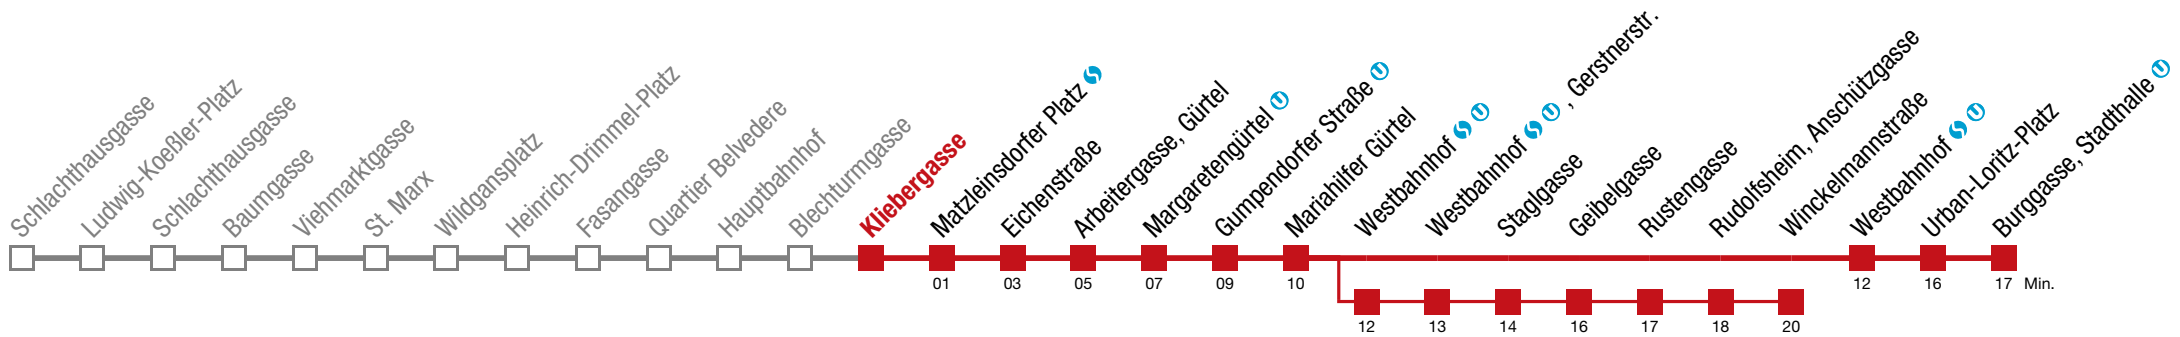 Schlachthausgasse
Ludwig-Koeßler-Platz
Schlachthausgasse
Baumgasse
Viehmarktgasse
St. Marx
Wildgansplatz
Heinrich-Drimmel-Platz
Fasangasse
Quartier Belvedere
Hauptbahnhof
Blechturmgasse
Kliebergasse
Matzleinsdorfer Platz S
Eichenstraße
Arbeitergasse, Gürtel
Margaretengürtel U
Gumpendorfer Straße U
Mariahilfer Gürtel
Westbahnhof S U
Westbahnhof S U , Gerstnerstr.
Staglgasse
Geibelgasse
Rustengasse
Rudolfsheim, Anschützgasse
Winckelmannstraße
Westbahnhof S U
Urban-Loritz-Platz
Burggasse, Stadthalle U
01 03 05 07 09 10 12 16 17 Min.
12 13 14 16 17 18 20